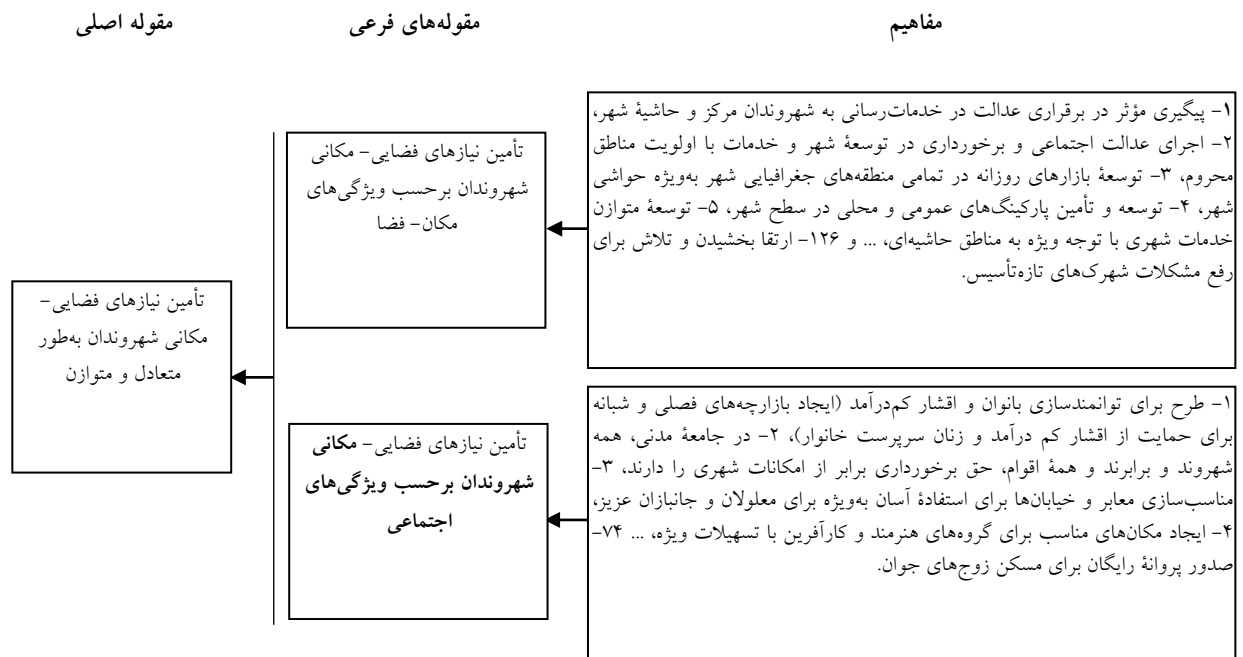 مفاهیم
مقوله‌های فرعی
مقوله اصلی
۱- پیگیری مؤثر در برقراری عدالت در خدمات‌رسانی به شهروندان مرکز و حاشیۀ شهر،
۲- اجرای عدالت اجتماعی و برخورداری در توسعۀ شهر و خدمات با اولویت مناطق
محروم، ۳- توسعۀ بازارهای روزانه در تمامی منطقه‌های جغرافیایی شهر به‌ویژه حواشی
شهر، ۴- توسعه و تأمین پارکینگ‌های عمومی و محلی در سطح شهر، ۵- توسعۀ متوازن
خدمات شهری با توجه ویژه به مناطق حاشیه‌ای، ... و ۱۲۶- ارتقا بخشیدن و تلاش برای
رفع مشکلات شهرک‌های تازه‌تأسیس.
تأمین نیازهای فضایی- مکانی
شهروندان برحسب ویژگی‌های
مکان- فضا
تأمین نیازهای فضایی-
مکانی شهروندان به‌طور
متعادل و متوازن
۱- طرح برای توانمندسازی بانوان و اقشار کم‌درآمد (ایجاد بازارچه‌های فصلی و شبانه
برای حمایت از اقشار کم درآمد و زنان سرپرست خانوار)، ۲- در جامعۀ مدنی، همه
شهروند و برابرند و همۀ اقوام، حق برخورداری برابر از امکانات شهری را دارند، ۳-
مناسب‌سازی معابر و خیابان‌ها برای استفادۀ آسان به‌ویژه برای معلولان و جانبازان عزیز،
۴- ایجاد مکان‌های مناسب برای گروه‌های هنرمند و کارآفرین با تسهیلات ویژه، ... ۷۴-
صدور پروانۀ رایگان برای مسکن زوج‌های جوان.
تأمین نیازهای فضایی- مکانی
شهروندان برحسب ویژگی‌های
اجتماعی